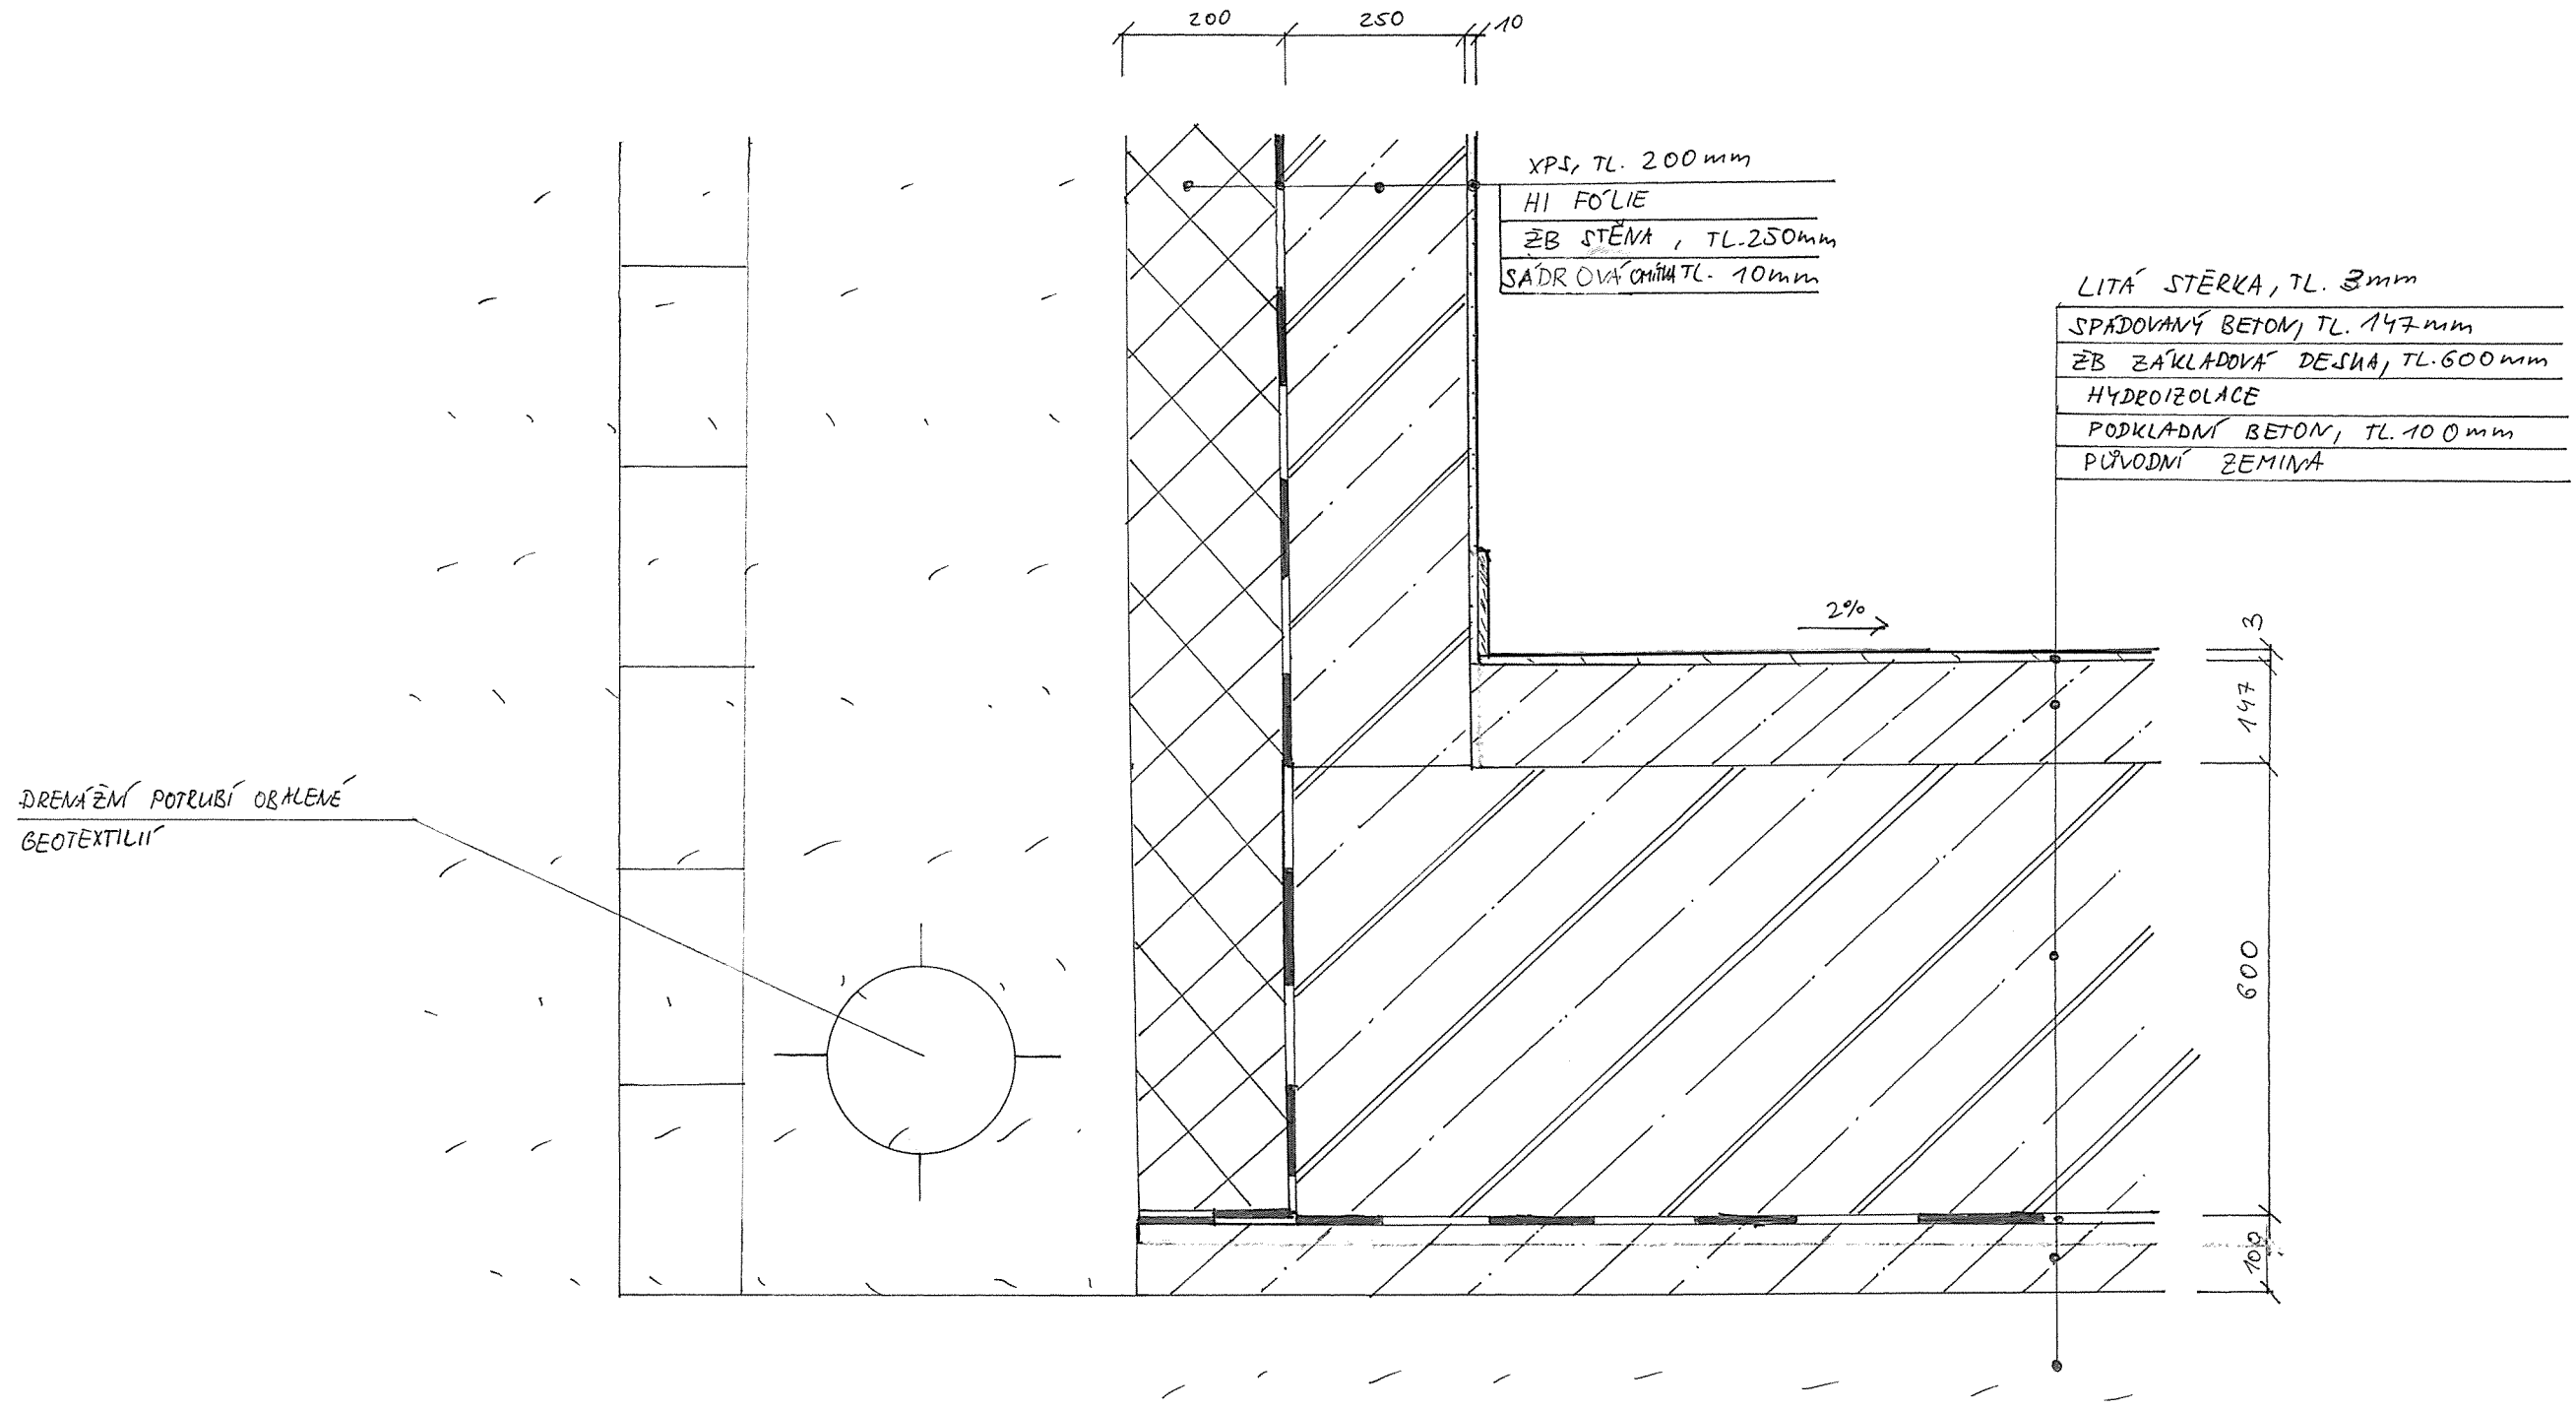 200
250
10
XPS, TL. 200mm
HI FÓLIE
ŽB STĚNA , TL.250mm
SÁDROVÁ OMÍTKA TL. 10mm
LITÁ STĚRKA, TL. 3mm
SPÁDOVANÝ BETON, TL. 147mm
ŽB ZÁKLADOVÁ DESKA, TL.600mm
HYDROIZOLACE
PODKLADNÍ BETON, TL. 100mm
PŮVODNÍ ZEMINA
2%
3
147
600
100
DRENÁŽNÍ POTRUBÍ OBALENÉ
GEOTEXTILIÍ